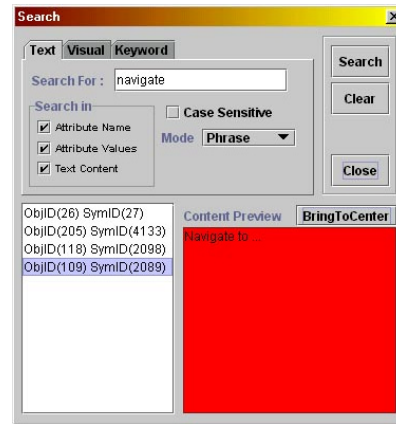 Search
Text Visual Keyword
Search For : navigate
Search in
Attribute Name
Attribute Values
Text Content
Case Sensitive
Mode Phrase
Search
Clear
Close
ObjID(26) SymID(27)
ObjID(205) SymID(4133)
ObjID(118) SymID(2098)
ObjID(109) SymID(2089)
Content Preview BringToCenter
Navigate to ...